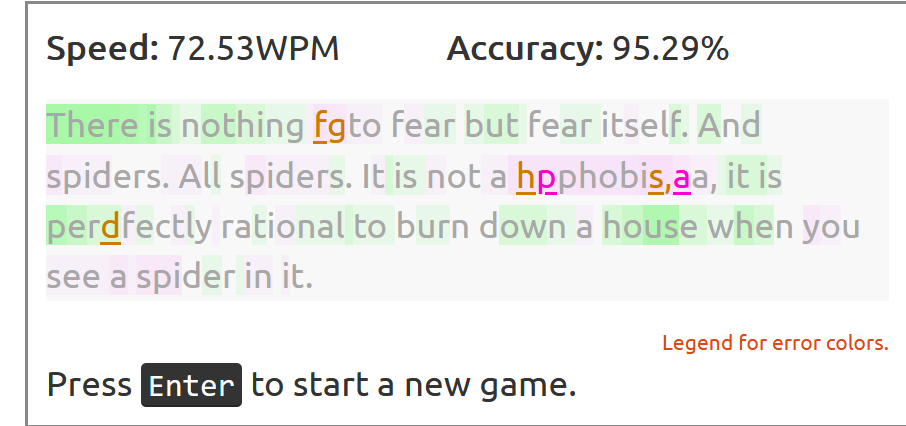 Speed: 72.53WPM Accuracy: 95.29%
There is nothing fgto fear but fear itself. And
spiders. All spiders. It is not a hpphobis,aa, it is
perdfectly rational to burn down a house when you
see a spider in it.
Legend for error colors.
Press Enter to start a new game.